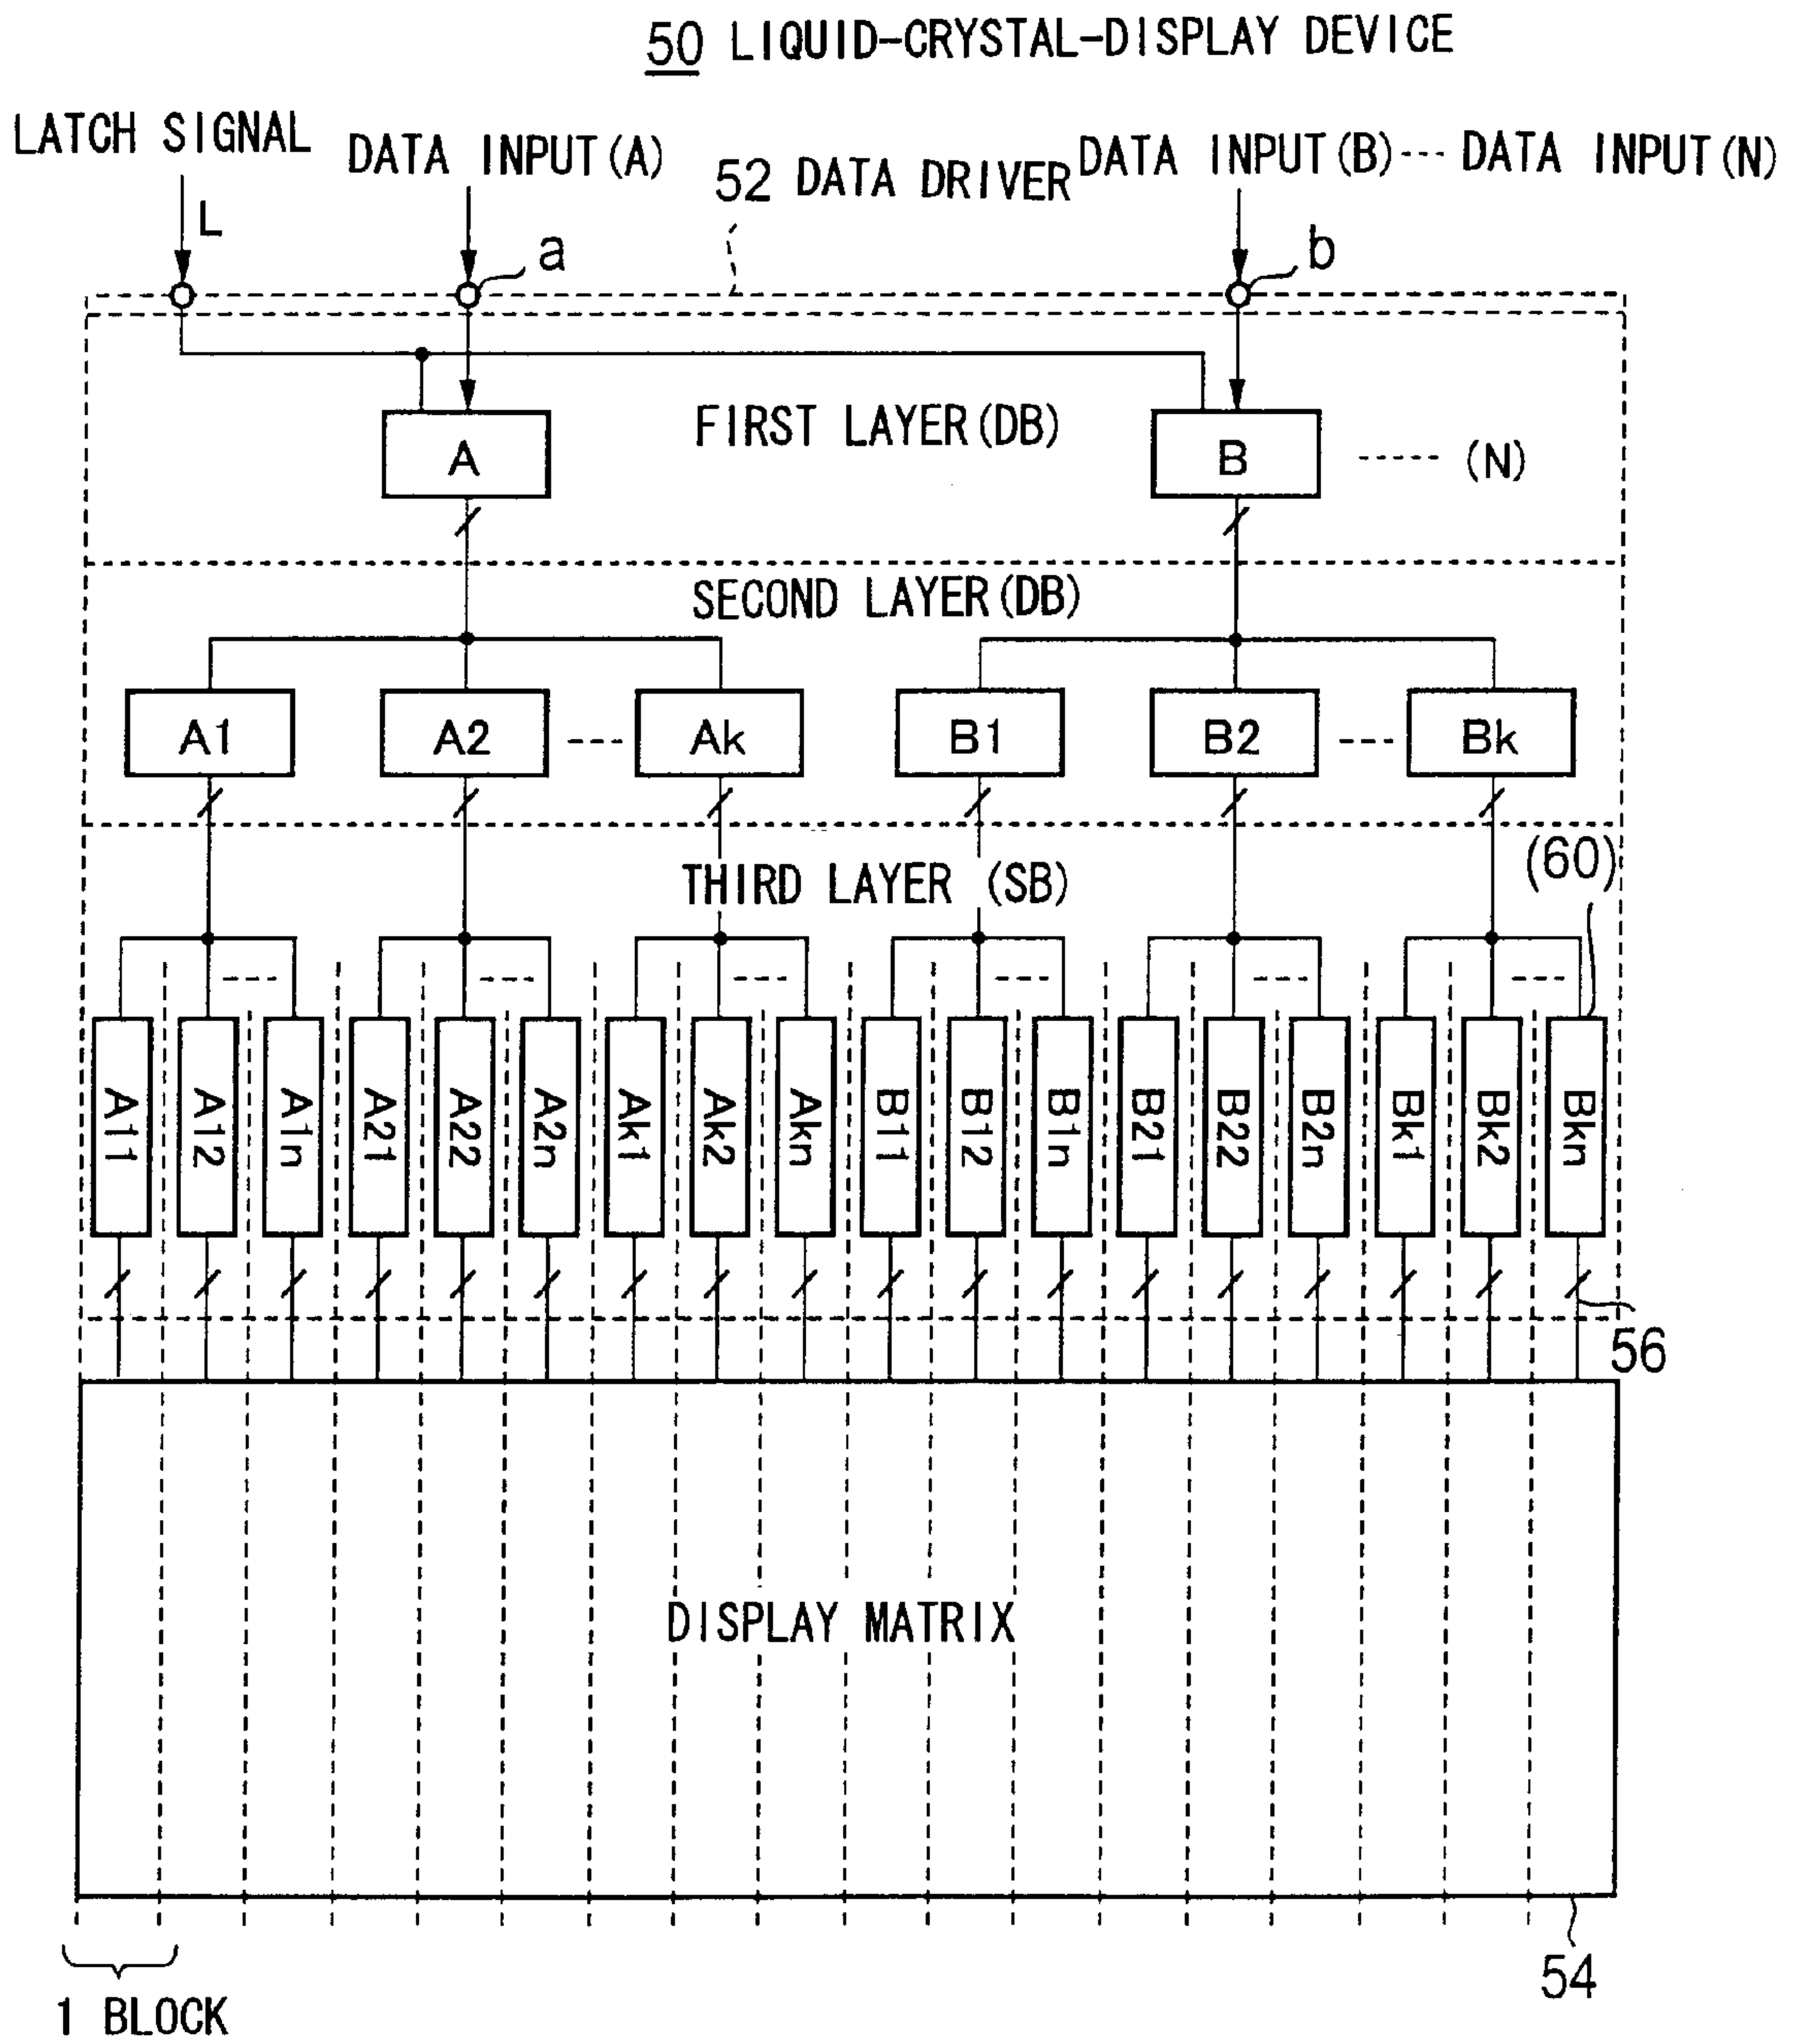 50 LIQUID-CRYSTAL-DISPLAY DEVICE
LATCH SIGNAL
DATA INPUT(A)
52 DATA DRIVER
DATA INPUT(B)--- DATA INPUT(N)
L
a
b
FIRST LAYER(DB)
A
B
----- (N)
SECOND LAYER(DB)
A1
A2
---
Ak
B1
B2
---
Bk
THIRD LAYER (SB)
(60)
--- --- --- --- --- ---
A11
A12
A1n
A21
A22
A2n
Ak1
Ak2
Akn
B11
B12
B1n
B21
B22
B2n
Bk1
Bk2
Bkn
56
DISPLAY MATRIX
54
1 BLOCK